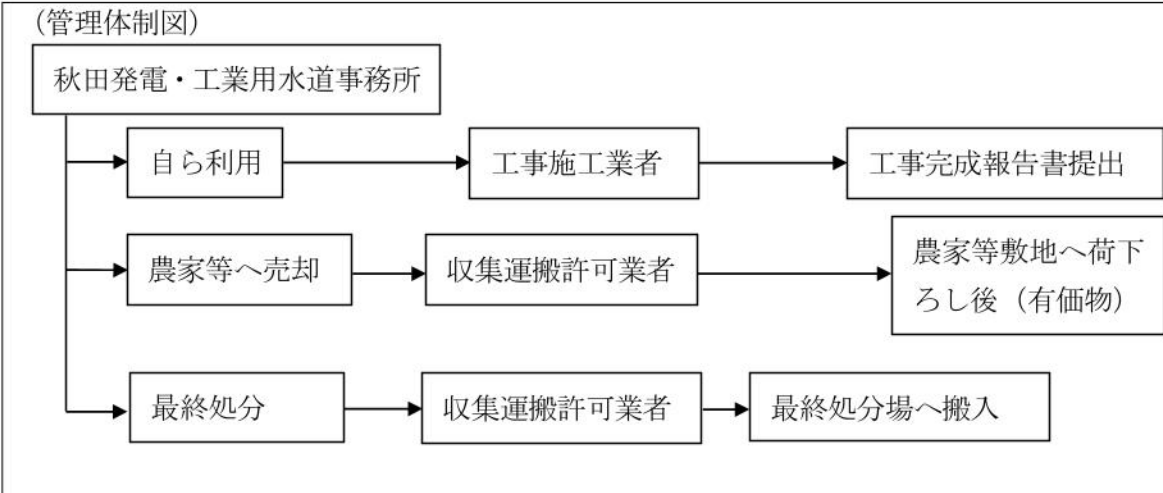 （管理体制図）
秋田発電・工業用水道事務所
自ら利用
工事施工業者
工事完成報告書提出
農家等へ売却
収集運搬許可業者
農家等敷地へ荷下
ろし後（有価物）
最終処分
収集運搬許可業者
最終処分場へ搬入